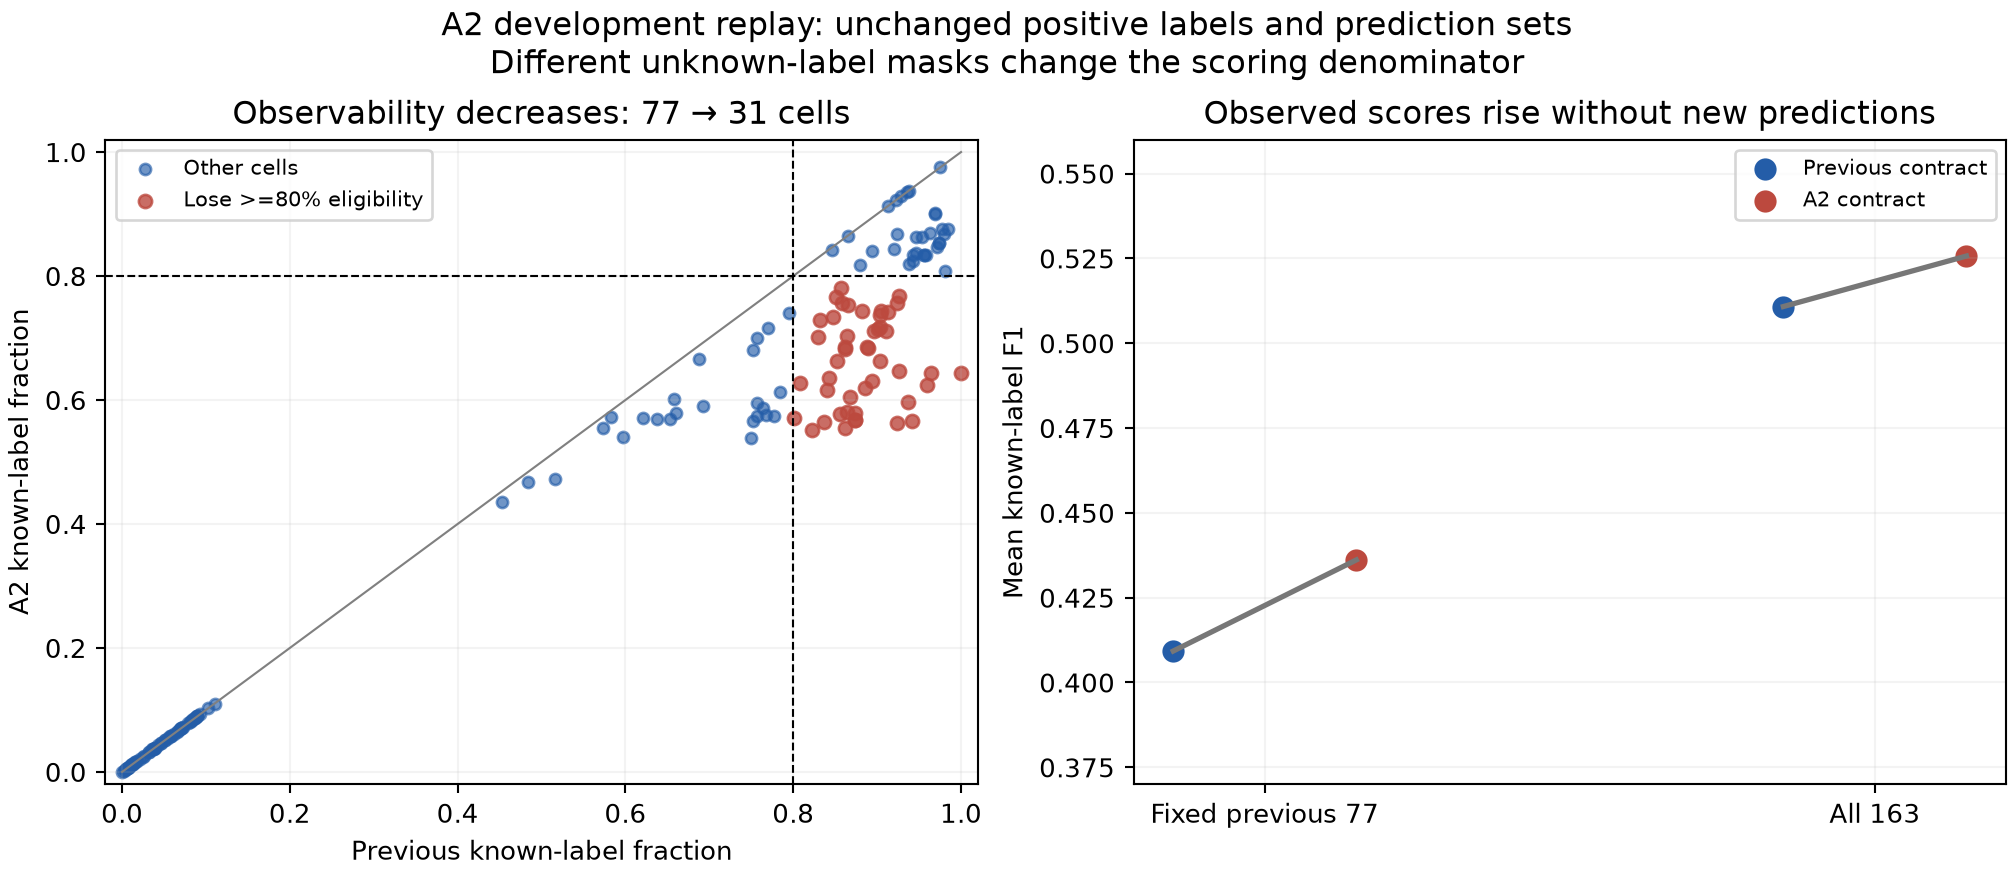 A2 development replay: unchanged positive labels and prediction sets
Different unknown-label masks change the scoring denominator
Observability decreases: 77 → 31 cells
1.0
0.8
0.6
0.4
0.2
0.0
A2 known-label fraction
Other cells
Lose >=80% eligibility
0.0
0.2
0.4
0.6
0.8
1.0
Previous known-label fraction
Observed scores rise without new predictions
0.550
0.525
0.500
0.475
0.450
0.425
0.400
0.375
Mean known-label F1
Previous contract
A2 contract
Fixed previous 77
All 163